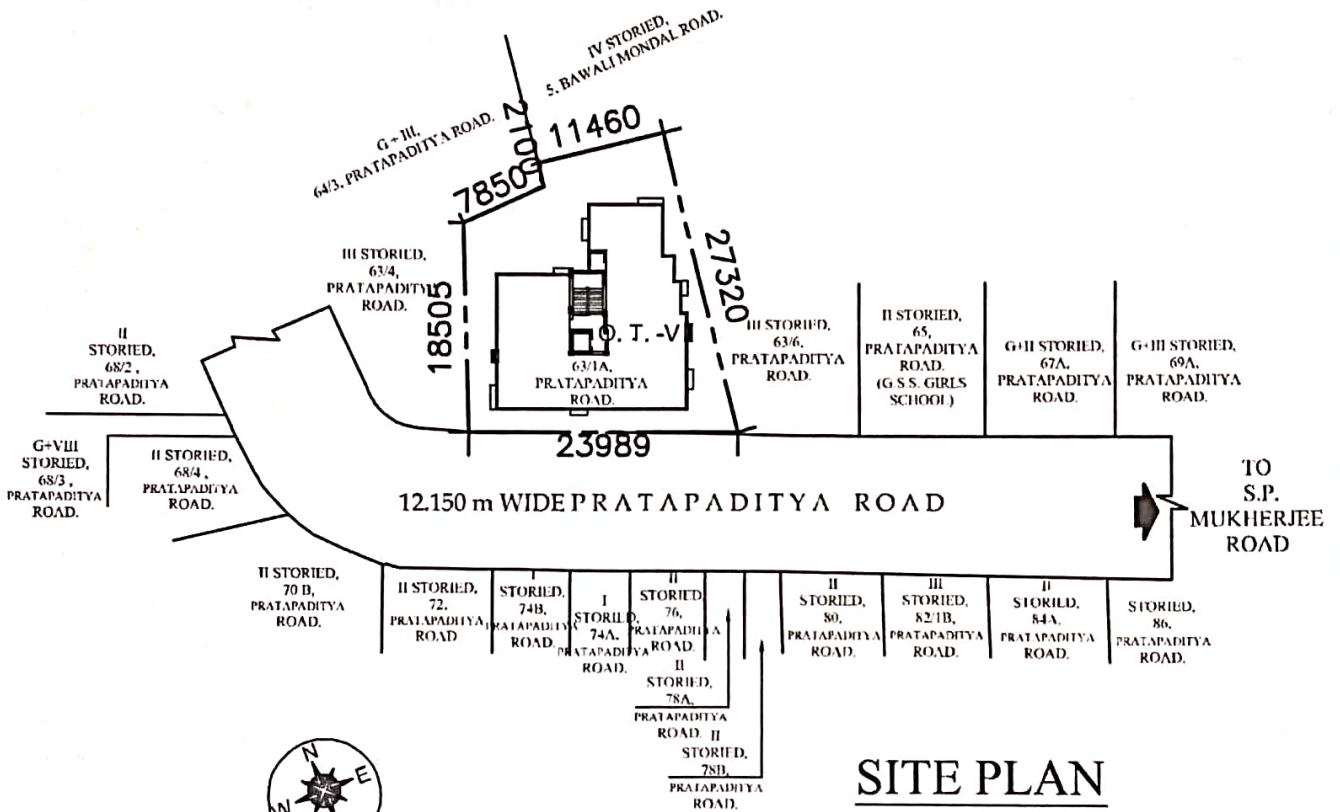 IV STORIED,
5. BAWALI MONDAL ROAD.
G+III,
64/3, PRATAPADITYA ROAD.
2100
11460
7850
27320
18505
23989
III STORIED,
63/4,
PRATAPADITYA
ROAD.
O. T. -V
63/1A,
PRATAPADITYA
ROAD.
III STORIED,
63/6,
PRATAPADITYA
ROAD.
II STORIED,
65,
PRATAPADITYA
ROAD.
(G.S.S. GIRLS
SCHOOL)
G+II STORIED,
67A,
PRATAPADITYA
ROAD.
G+III STORIED,
69A,
PRATAPADITYA
ROAD.
II
STORIED,
68/2,
PRATAPADITYA
ROAD.
G+VIII
STORIED,
68/3,
PRATAPADITYA
ROAD.
II STORIED,
68/4,
PRATAPADITYA
ROAD.
12.150 m WIDE PRATAPADITYA ROAD
TO
S.P.
MUKHERJEE
ROAD
II STORIED,
70 B,
PRATAPADITYA
ROAD.
II STORIED,
72,
PRATAPADITYA
ROAD
I
STORIED,
74B,
PRATAPADITYA
ROAD.
I
STORIED,
74A,
PRATAPADITYA
ROAD.
II
STORIED,
76,
PRATAPADITYA
ROAD.
II
STORIED,
78A,
PRATAPADITYA
ROAD.
II
STORIED,
78B,
PRATAPADITYA
ROAD.
II
STORIED,
80,
PRATAPADITYA
ROAD.
III
STORIED,
82/1B,
PRATAPADITYA
ROAD.
II
STORIED,
84A,
PRATAPADITYA
ROAD.
STORIED,
86,
PRATAPADITYA
ROAD.
N
E
W
SITE PLAN